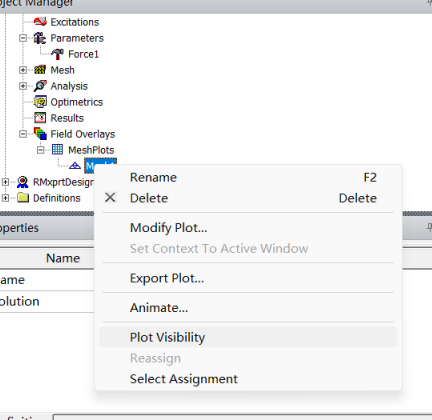 ject Manager
Excitations
Parameters
Force1
Mesh
Analysis
Optimetrics
Results
Field Overlays
MeshPlots
RMxprtDesign
Definitions
Rename F2
Delete Delete
Modify Plot...
Set Context To Active Window
Export Plot...
Animate...
Plot Visibility
Reassign
Select Assignment
operties
Name
ame
olution